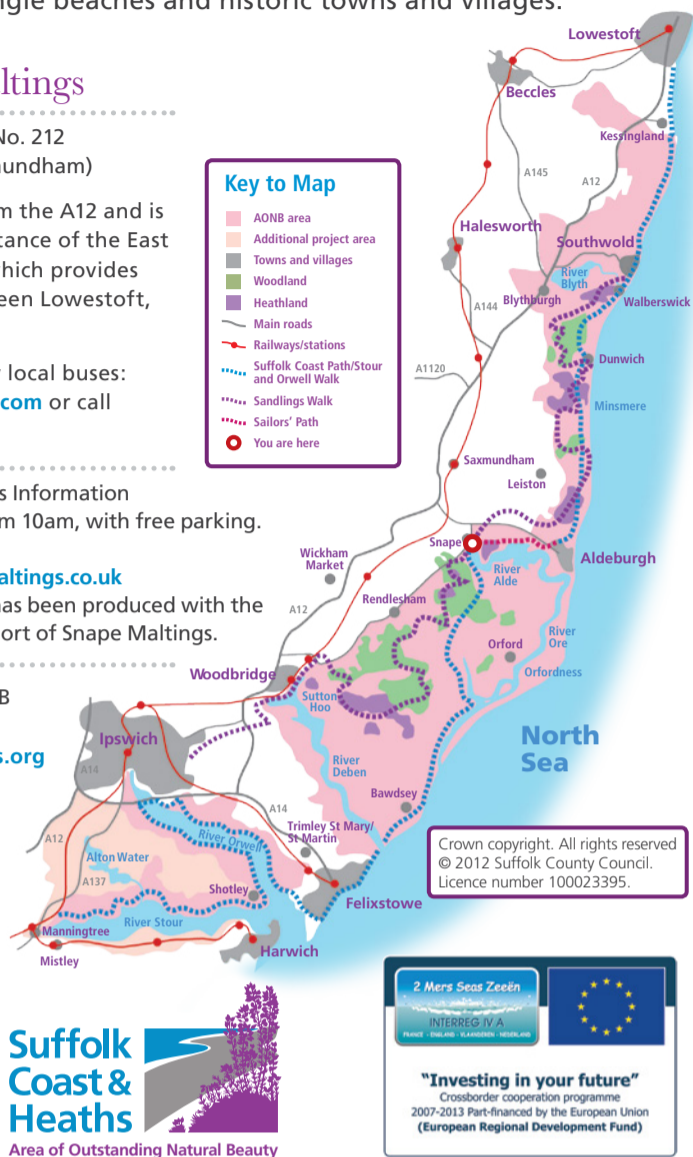 ngle beaches and historic towns and villages.
ltings
No. 212
mundham)
m the A12 and is
tance of the East
which provides
een Lowestoft,
local buses:
com or call
s Information
m 10am, with free parking.
altings.co.uk
has been produced with the
ort of Snape Maltings.
B
s.org
Key to Map
AONB area
Additional project area
Towns and villages
Woodland
Heathland
Main roads
Railways/stations
Suffolk Coast Path/Stour
and Orwell Walk
Sandlings Walk
Sailors' Path
You are here
Lowestoft
Beccles
Kessingland
A145
A12
Halesworth
Southwold
River
Blyth
Blythburgh
Walberswick
A144
Dunwich
A1120
Minsmere
Saxmundham
Leiston
Snape
Aldeburgh
Wickham
Market
River
Alde
Rendlesham
A12
River
Ore
Orford
Orfordness
Woodbridge
Sutton
Hoo
North
Sea
Ipswich
River
Deben
A14
Bawdsey
A14
Trimley St Mary/
St Martin
A12
River Orwell
Alton Water
A137
Shotley
Felixstowe
River Stour
Manningtree
Mistley
Harwich
Crown copyright. All rights reserved
© 2012 Suffolk County Council.
Licence number 100023395.
Suffolk
Coast &
Heaths
Area of Outstanding Natural Beauty
2 Mers Seas Zeeën
INTERREG IV A
FRANCE - ENGLAND - VLAANDEREN - NEDERLAND
"Investing in your future"
Crossborder cooperation programme
2007-2013 Part-financed by the European Union
(European Regional Development Fund)